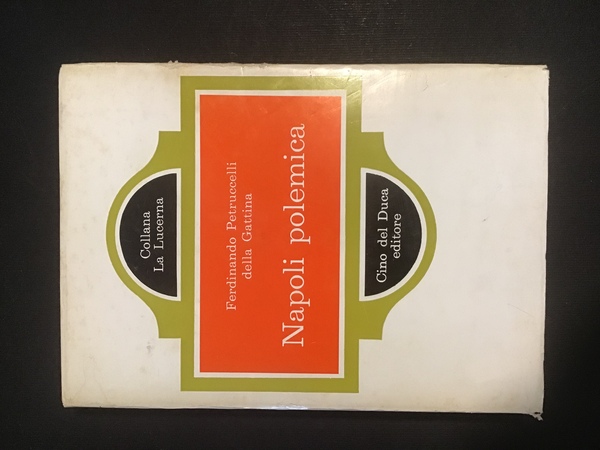 Collana
La Lucerna
Ferdinando Petruccelli
della Gattina
Napoli polemica
Cino del Duca
editore